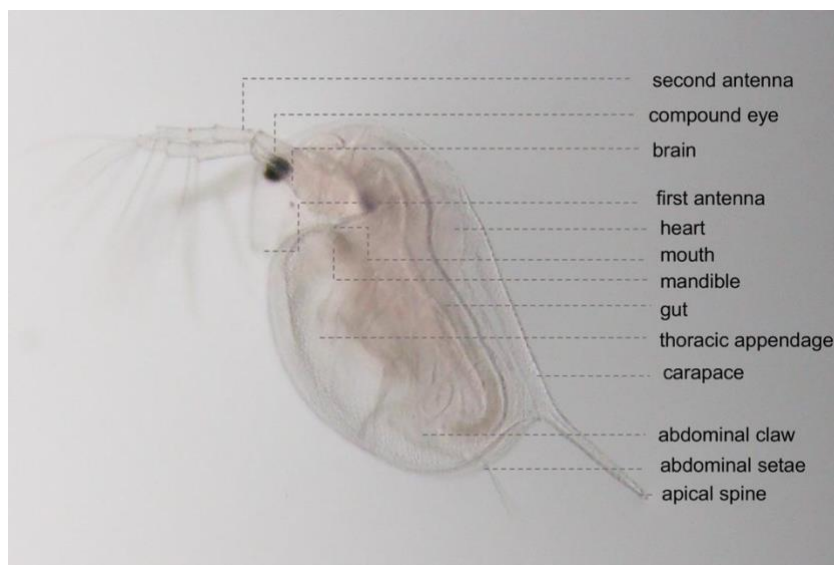 second antenna
compound eye
brain
first antenna
heart
mouth
mandible
gut
thoracic appendage
carapace
abdominal claw
abdominal setae
apical spine